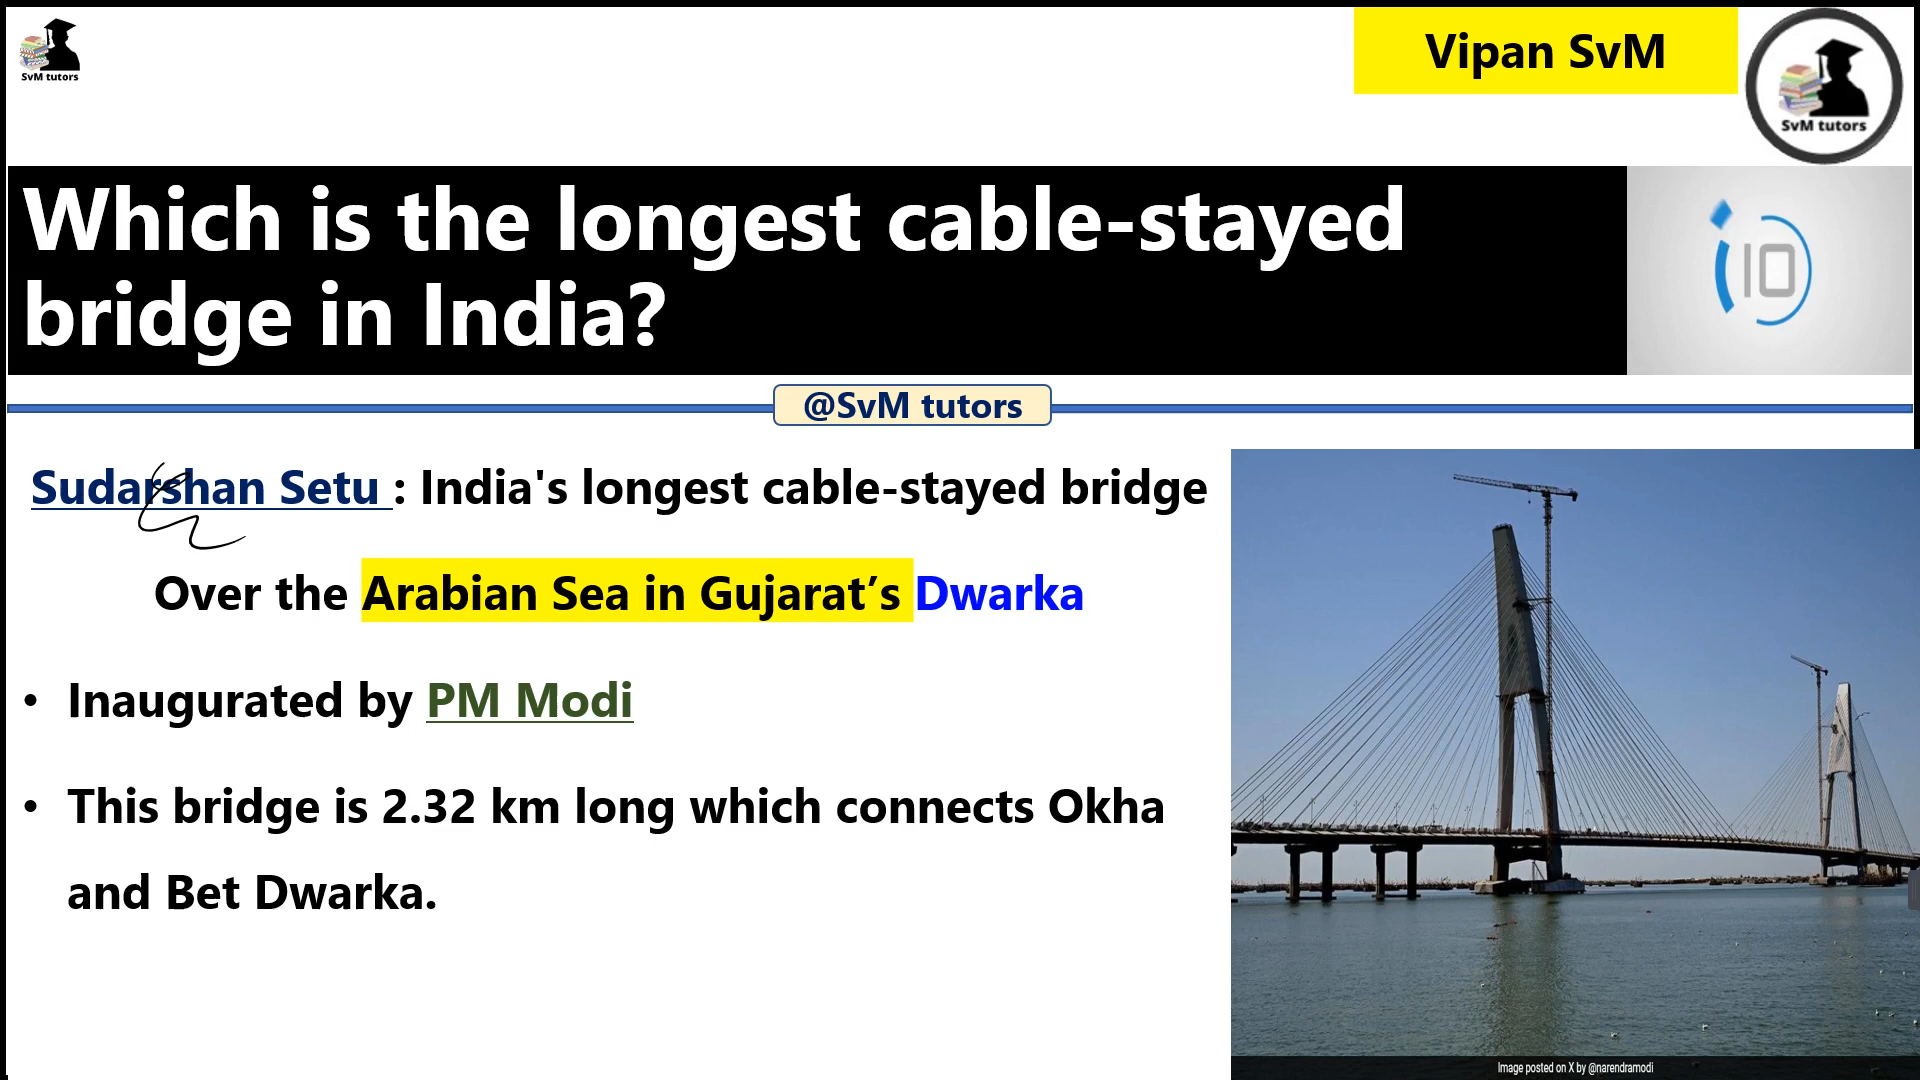 SvM tutors
Vipan SvM
SvM tutors
Which is the longest cable-stayed
bridge in India?
10
@SvM tutors
Sudarshan Setu : India's longest cable-stayed bridge
Over the Arabian Sea in Gujarat’s Dwarka
• Inaugurated by PM Modi
• This bridge is 2.32 km long which connects Okha
and Bet Dwarka.
Image posted on X by @narendramodi